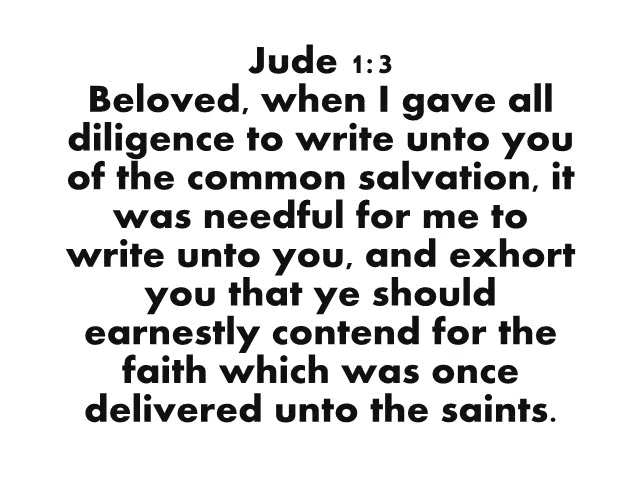 Jude 1:3
Beloved, when I gave all
diligence to write unto you
of the common salvation, it
was needful for me to
write unto you, and exhort
you that ye should
earnestly contend for the
faith which was once
delivered unto the saints.